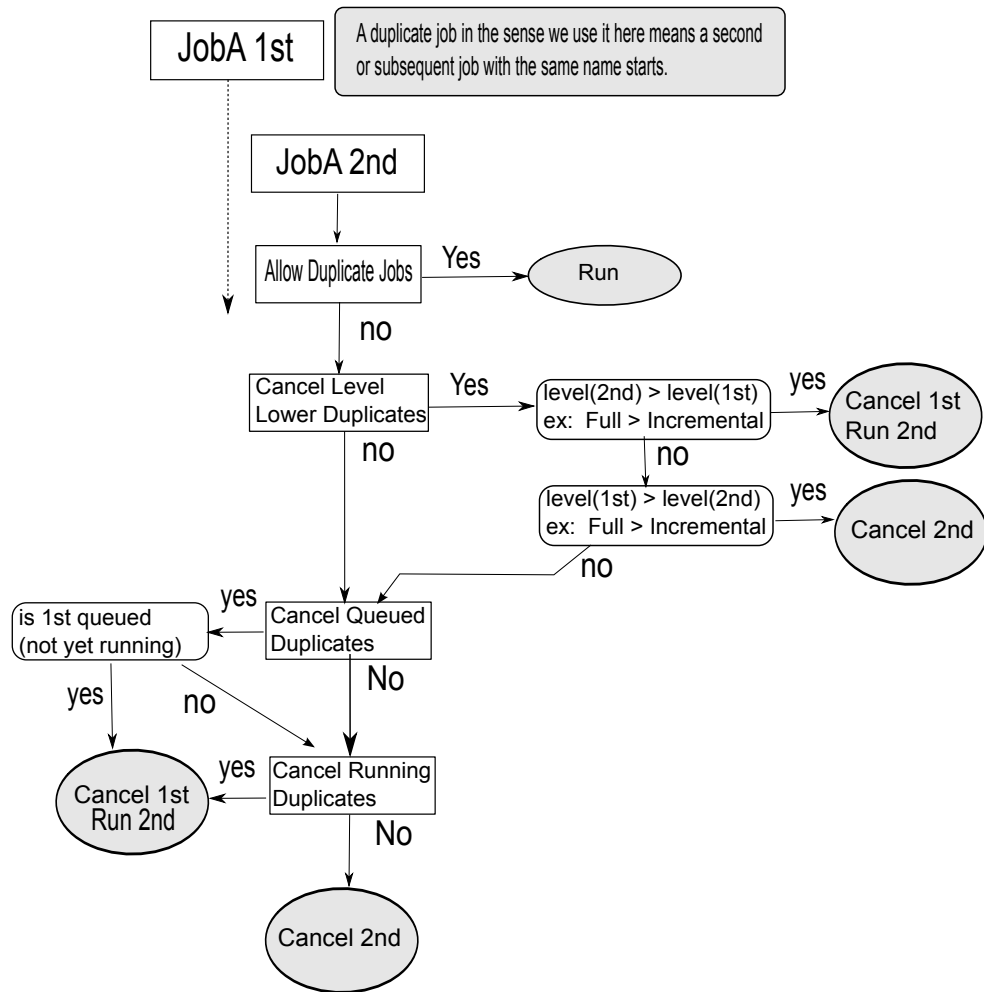 JobA 1st
A duplicate job in the sense we use it here means a second
or subsequent job with the same name starts.
JobA 2nd
Allow Duplicate Jobs
Yes
Run
no
Cancel Level
Lower Duplicates
Yes
level(2nd) > level(1st)
ex: Full > Incremental
yes
Cancel 1st
Run 2nd
no
no
level(1st) > level(2nd)
ex: Full > Incremental
yes
Cancel 2nd
no
is 1st queued
(not yet running)
yes
Cancel Queued
Duplicates
yes
no
No
Cancel 1st
Run 2nd
yes
Cancel Running
Duplicates
No
Cancel 2nd